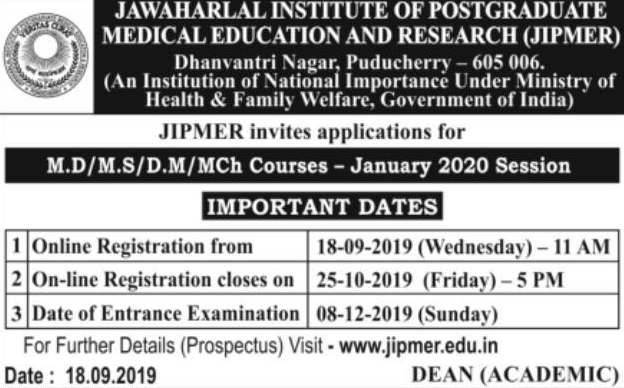 JAWAHARLAL INSTITUTE OF POSTGRADUATE
MEDICAL EDUCATION AND RESEARCH (JIPMER)
Dhanvantri Nagar, Puducherry – 605 006.
(An Institution of National Importance Under Ministry of
Health & Family Welfare, Government of India)
JIPMER invites applications for
M.D/M.S/D.M/MCh Courses – January 2020 Session
IMPORTANT DATES
1 Online Registration from 18-09-2019 (Wednesday) – 11 AM
2 On-line Registration closes on 25-10-2019 (Friday) – 5 PM
3 Date of Entrance Examination 08-12-2019 (Sunday)
For Further Details (Prospectus) Visit - www.jipmer.edu.in
Date : 18.09.2019 DEAN (ACADEMIC)